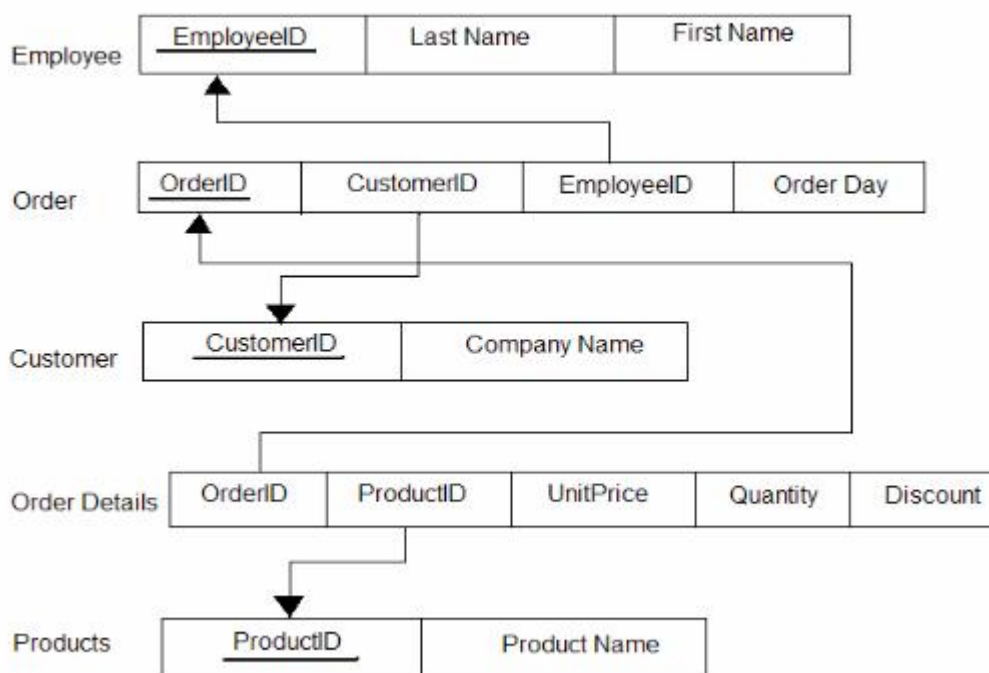 Employee
EmployeeID Last Name First Name
Order
OrderID CustomerID EmployeeID Order Day
Customer
CustomerID Company Name
Order Details
OrderID ProductID UnitPrice Quantity Discount
Products
ProductID Product Name